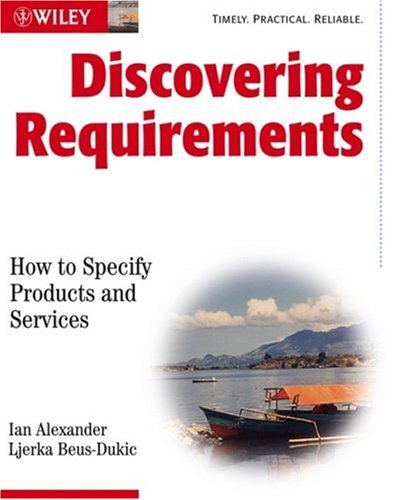 WILEY
TIMELY. PRACTICAL. RELIABLE.
Discovering
Requirements
How to Specify
Products and
Services
Ian Alexander
Ljerka Beus-Dukic